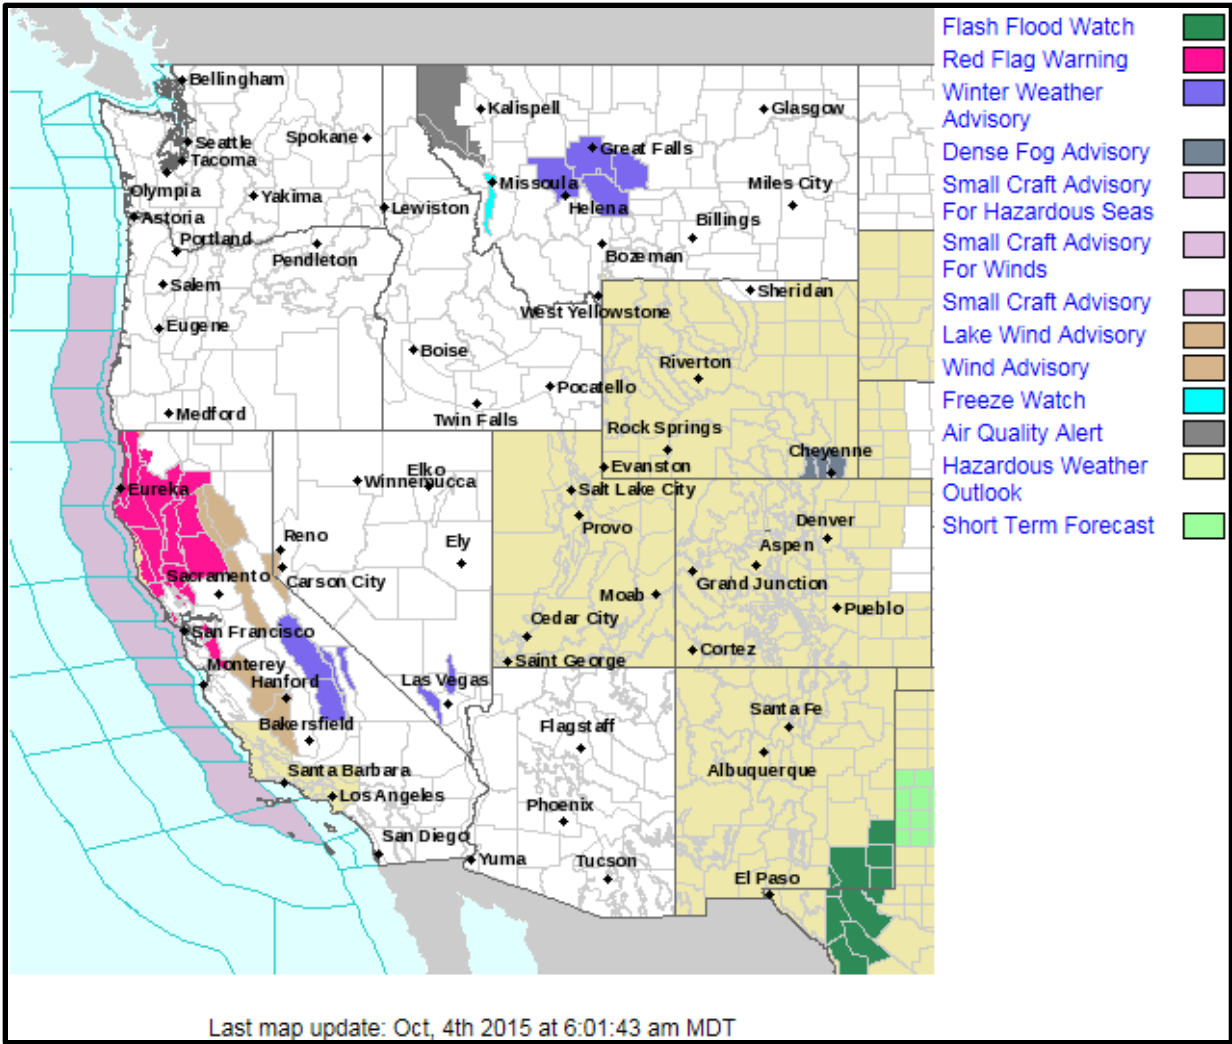 Bellingham
Kalispell
Glasgow
Seattle
Spokane
Great Falls
Tacoma
Missoula
Miles City
Olympia
Yakima
Lewiston
Helena
Astoria
Billings
Portland
Pendleton
Bozeman
Salem
Sheridan
West Yellowstone
Eugene
Boise
Riverton
Pocatello
Medford
Twin Falls
Rock Springs
Cheyenne
Elko
Evanston
Winnemucca
Eureka
Salt Lake City
Provo
Denver
Reno
Ely
Aspen
Sacramento
Carson City
Grand Junction
Moab
Pueblo
Cedar City
San Francisco
Cortez
Saint George
Monterey
Hanford
Las Vegas
Santa Fe
Bakersfield
Flagstaff
Santa Barbara
Albuquerque
Los Angeles
Phoenix
San Diego
Yuma
Tucson
El Paso
Flash Flood Watch
Red Flag Warning
Winter Weather
Advisory
Dense Fog Advisory
Small Craft Advisory
For Hazardous Seas
Small Craft Advisory
For Winds
Small Craft Advisory
Lake Wind Advisory
Wind Advisory
Freeze Watch
Air Quality Alert
Hazardous Weather
Outlook
Short Term Forecast
Last map update: Oct, 4th 2015 at 6:01:43 am MDT